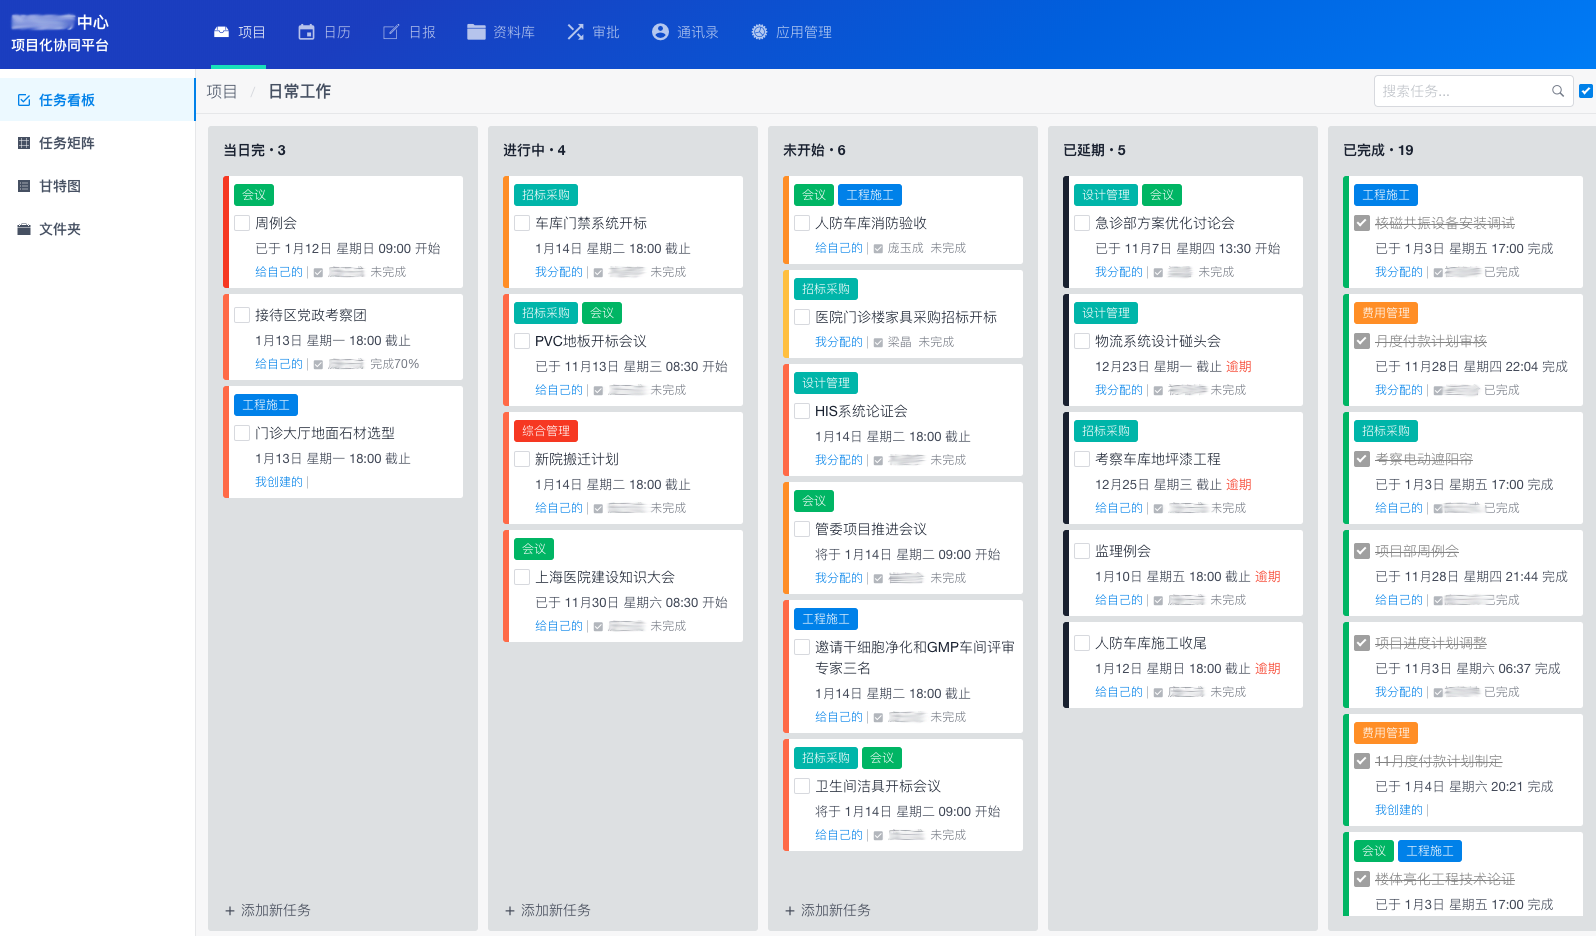 中心
项目化协同平台
项目
日历
日报
资料库
审批
通讯录
应用管理
任务看板
任务矩阵
甘特图
文件夹
项目 / 日常工作
搜索任务...
当日完・3
会议
周例会
已于 1月12日 星期日 09:00 开始
给自己的 | 未完成
接待区党政考察团
1月13日 星期一 18:00 截止
给自己的 | 完成70%
工程施工
门诊大厅地面石材选型
1月13日 星期一 18:00 截止
我创建的 |
+ 添加新任务
进行中・4
招标采购
车库门禁系统开标
1月14日 星期二 18:00 截止
我分配的 | 未完成
招标采购 会议
PVC地板开标会议
已于 11月13日 星期三 08:30 开始
给自己的 | 未完成
综合管理
新院搬迁计划
1月14日 星期二 18:00 截止
给自己的 | 未完成
会议
上海医院建设知识大会
已于 11月30日 星期六 08:30 开始
给自己的 | 未完成
+ 添加新任务
未开始・6
会议 工程施工
人防车库消防验收
给自己的 | 庞玉成 未完成
招标采购
医院门诊楼家具采购招标开标
我分配的 | 梁晶 未完成
设计管理
HIS系统论证会
1月14日 星期二 18:00 截止
我分配的 | 未完成
会议
管委项目推进会议
将于 1月14日 星期二 09:00 开始
我分配的 | 未完成
工程施工
邀请干细胞净化和GMP车间评审
专家三名
1月14日 星期二 18:00 截止
给自己的 | 未完成
招标采购 会议
卫生间洁具开标会议
将于 1月14日 星期二 09:00 开始
给自己的 | 未完成
+ 添加新任务
已延期・5
设计管理 会议
急诊部方案优化讨论会
已于 11月7日 星期四 13:30 开始
我分配的 | 未完成
设计管理
物流系统设计碰头会
12月23日 星期一 截止 逾期
我分配的 | 未完成
招标采购
考察车库地坪漆工程
12月25日 星期三 截止 逾期
给自己的 | 未完成
监理例会
1月10日 星期五 18:00 截止 逾期
给自己的 | 未完成
人防车库施工收尾
1月12日 星期日 18:00 截止 逾期
给自己的 | 未完成
已完成・19
工程施工
核磁共振设备安装调试
已于 1月3日 星期五 17:00 完成
我分配的 | 已完成
费用管理
月度付款计划审核
已于 11月28日 星期四 22:04 完成
我分配的 | 已完成
招标采购
考察电动遮阳帘
已于 1月3日 星期五 17:00 完成
给自己的 | 已完成
项目部周例会
已于 11月28日 星期四 21:44 完成
给自己的 | 已完成
项目进度计划调整
已于 11月3日 星期六 06:37 完成
我分配的 | 已完成
费用管理
11月度付款计划制定
已于 1月4日 星期六 20:21 完成
我创建的 |
会议 工程施工
楼体亮化工程技术论证
已于 1月3日 星期五 17:00 完成